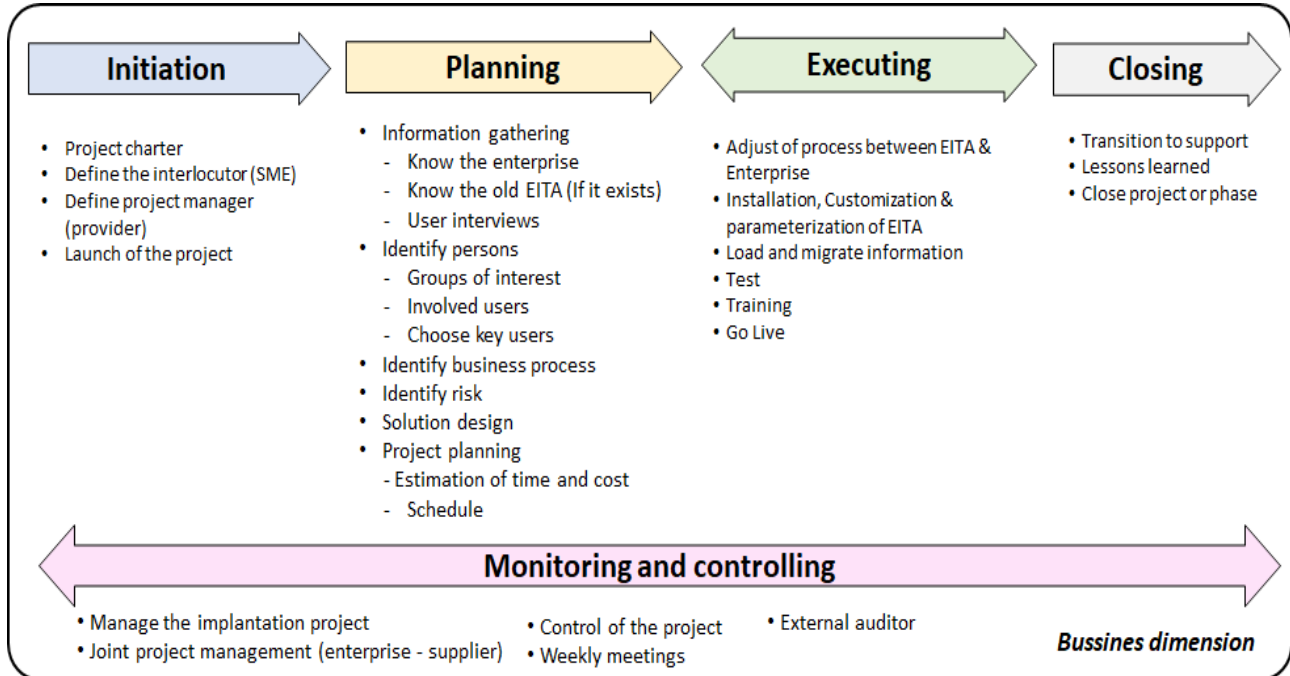 Initiation
• Project charter
• Define the interlocutor (SME)
• Define project manager
(provider)
• Launch of the project
Planning
• Information gathering
- Know the enterprise
- Know the old EITA (If it exists)
- User interviews
• Identify persons
- Groups of interest
- Involved users
- Choose key users
• Identify business process
• Identify risk
• Solution design
• Project planning
- Estimation of time and cost
- Schedule
Executing
• Adjust of process between EITA &
Enterprise
• Installation, Customization &
parameterization of EITA
• Load and migrate information
• Test
• Training
• Go Live
Closing
• Transition to support
• Lessons learned
• Close project or phase
Monitoring and controlling
• Manage the implantation project
• Joint project management (enterprise - supplier)
• Control of the project
• Weekly meetings
• External auditor
Bussines dimension